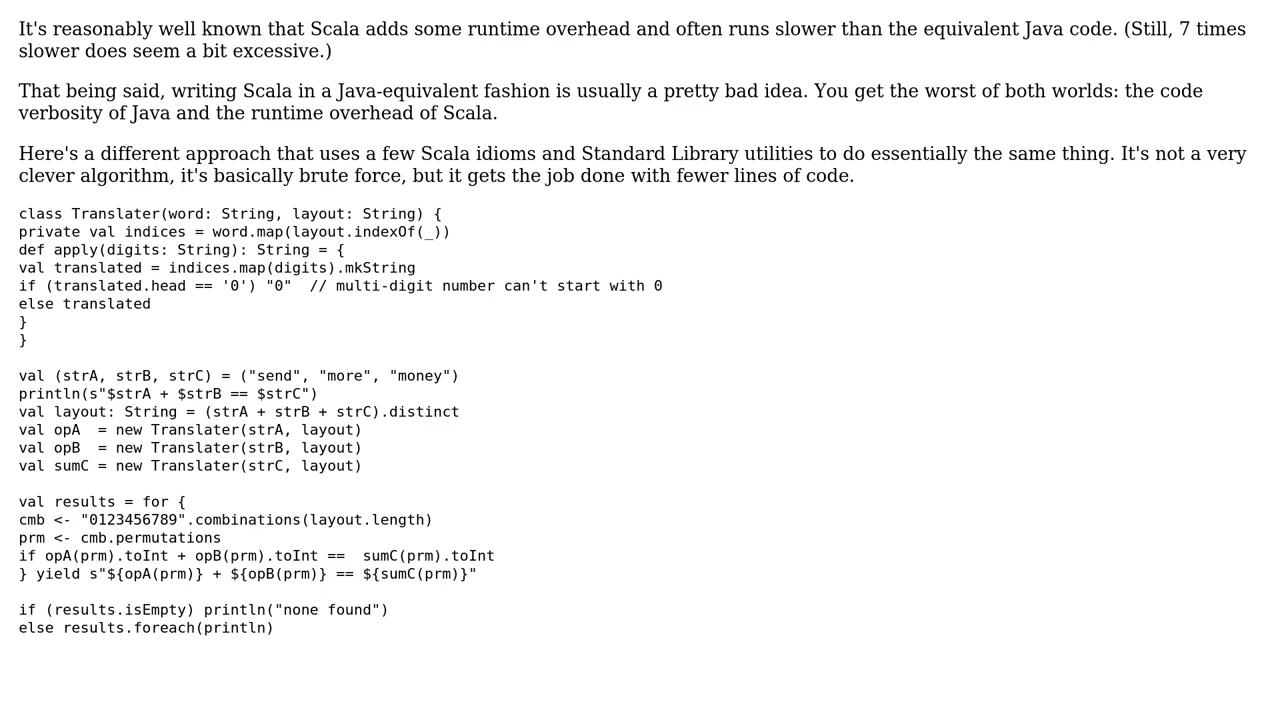 It's reasonably well known that Scala adds some runtime overhead and often runs slower than the equivalent Java code. (Still, 7 times
slower does seem a bit excessive.)
That being said, writing Scala in a Java-equivalent fashion is usually a pretty bad idea. You get the worst of both worlds: the code
verbosity of Java and the runtime overhead of Scala.
Here's a different approach that uses a few Scala idioms and Standard Library utilities to do essentially the same thing. It's not a very
clever algorithm, it's basically brute force, but it gets the job done with fewer lines of code.
class Translater(word: String, layout: String) {
private val indices = word.map(layout.indexOf(_))
def apply(digits: String): String = {
val translated = indices.map(digits).mkString
if (translated.head == '0') "0"  // multi-digit number can't start with 0
else translated
}
}
val (strA, strB, strC) = ("send", "more", "money")
println(s"$strA + $strB == $strC")
val layout: String = (strA + strB + strC).distinct
val opA  = new Translater(strA, layout)
val opB  = new Translater(strB, layout)
val sumC = new Translater(strC, layout)
val results = for {
cmb <- "0123456789".combinations(layout.length)
prm <- cmb.permutations
if opA(prm).toInt + opB(prm).toInt ==  sumC(prm).toInt
} yield s"${opA(prm)} + ${opB(prm)} == ${sumC(prm)}"
if (results.isEmpty) println("none found")
else results.foreach(println)